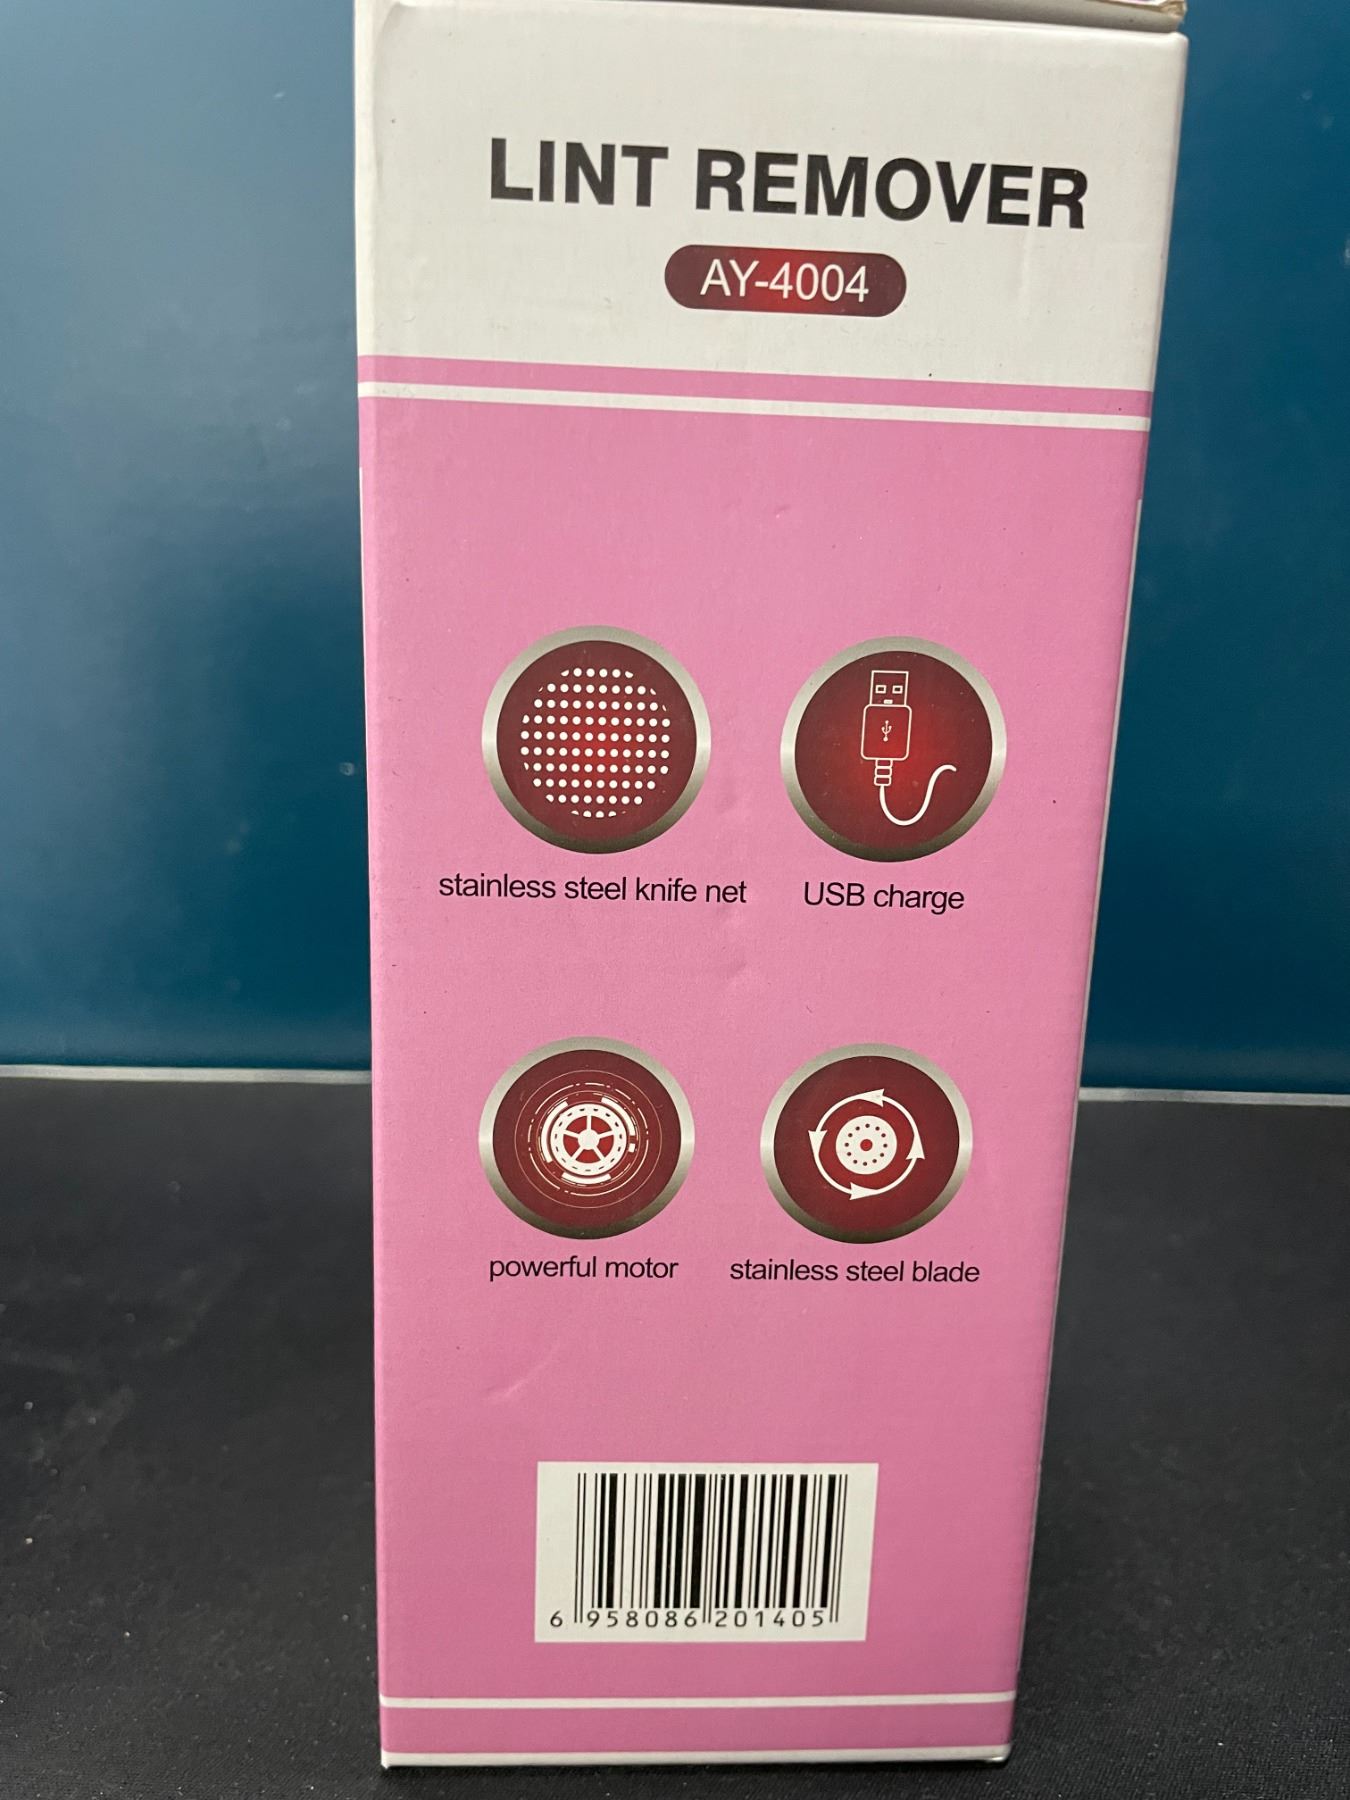 LINT REMOVER
AY-4004
stainless steel knife net
USB charge
powerful motor
stainless steel blade
6 958086 201405